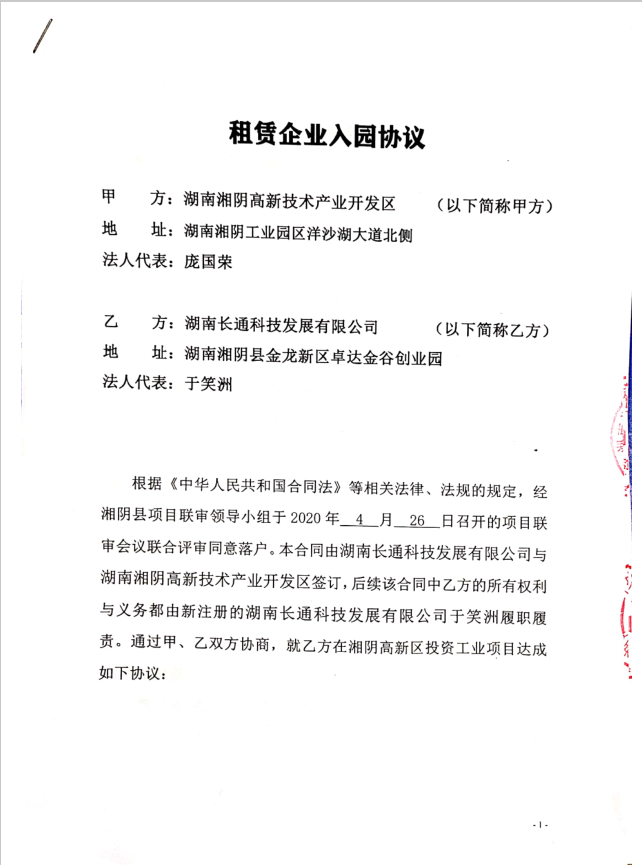 租赁企业入园协议
甲 方：湖南湘阴高新技术产业开发区 （以下简称甲方）
地 址：湖南湘阴工业园区洋沙湖大道北侧
法人代表：庞国荣
乙 方：湖南长通科技发展有限公司 （以下简称乙方）
地 址：湖南湘阴县金龙新区卓达金谷创业园
法人代表：于笑洲
根据《中华人民共和国合同法》等相关法律、法规的规定，经
湘阴县项目联审领导小组于 2020 年 4 月 26 日召开的项目联
审会议联合评审同意落户。本合同由湖南长通科技发展有限公司与
湖南湘阴高新技术产业开发区签订，后续该合同中乙方的所有权利
与义务都由新注册的湖南长通科技发展有限公司于笑洲履职履
责。通过甲、乙双方协商，就乙方在湘阴高新区投资工业项目达成
如下协议：
- 1 -